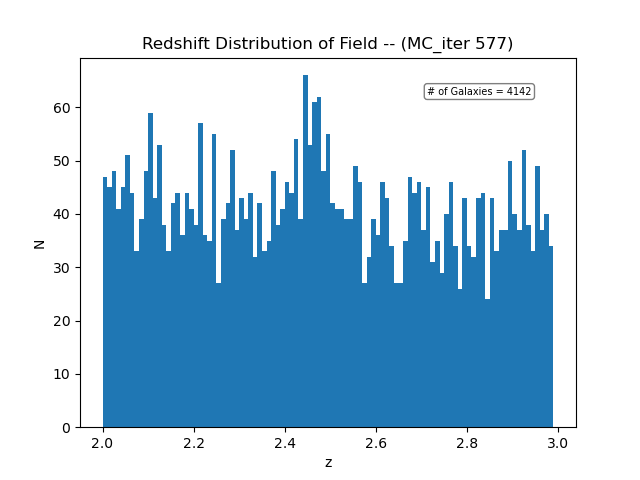 Redshift Distribution of Field -- (MC_iter 577)
# of Galaxies = 4142
60
50
40
30
20
10
0
N
2.0 2.2 2.4 2.6 2.8 3.0
z